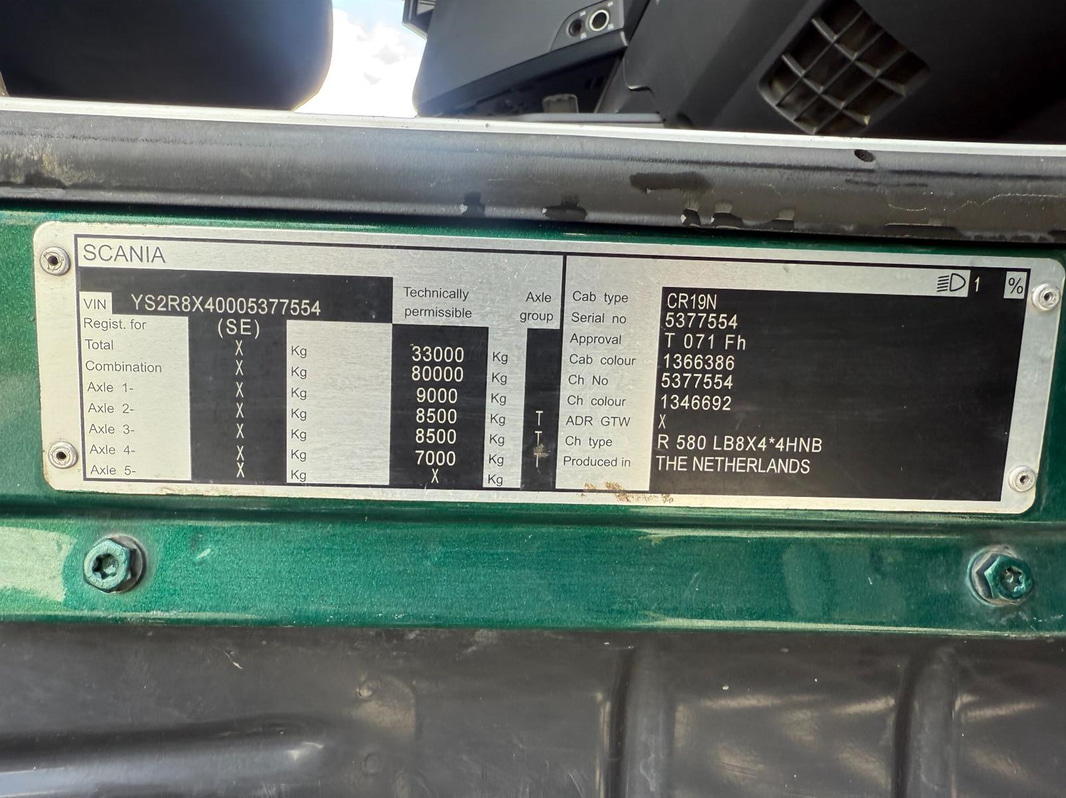 SCANIA
VIN YS2R8X40005377554
Regist. for (SE)
Technically permissible
Axle group
Total X Kg 33000 Kg
Combination X Kg 80000 Kg
Axle 1- X Kg 9000 Kg
Axle 2- X Kg 8500 Kg T
Axle 3- X Kg 8500 Kg T
Axle 4- X Kg 7000 Kg T
Axle 5- X Kg X Kg
1 %
Cab type CR19N
Serial no 5377554
Approval T 071 Fh
Cab colour 1366386
Ch No 5377554
Ch colour 1346692
ADR GTW X
Ch type R 580 LB8X4*4HNB
Produced in THE NETHERLANDS